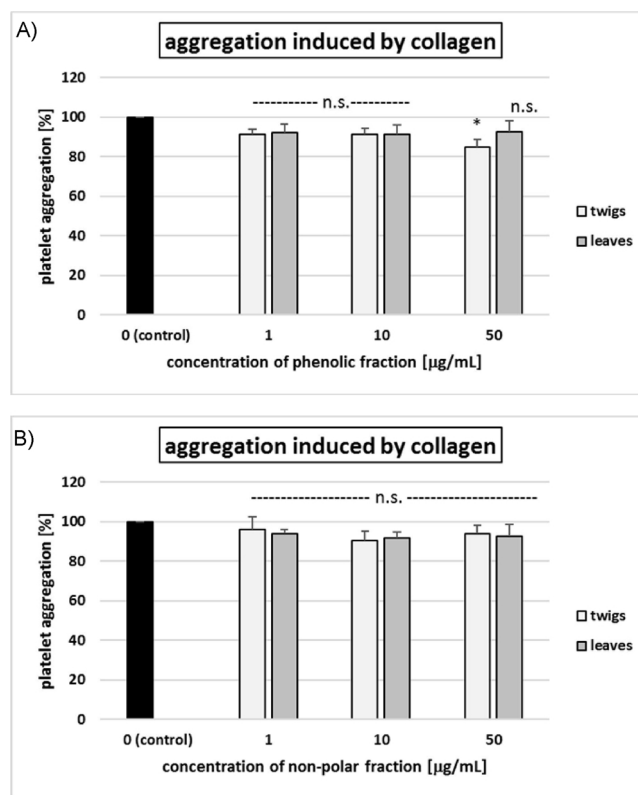 A)
aggregation induced by collagen
platelet aggregation [%]
120
100
80
60
40
20
0
n.s.
n.s.
*
twigs
leaves
0 (control)
1
10
50
concentration of phenolic fraction [µg/mL]
B)
aggregation induced by collagen
platelet aggregation [%]
120
100
80
60
40
20
0
n.s.
twigs
leaves
0 (control)
1
10
50
concentration of non-polar fraction [µg/mL]